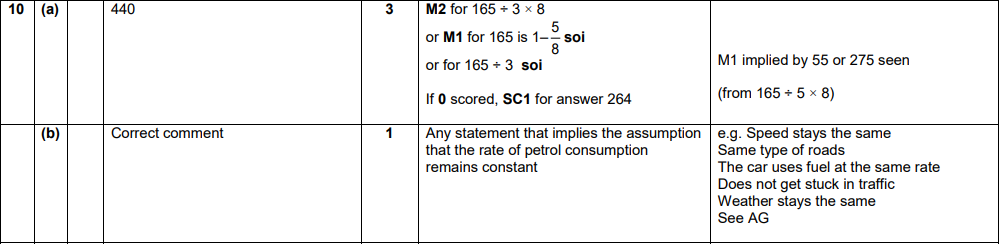 10 (a) 440 3 M2 for 165 ÷ 3 × 8
or M1 for 165 is 1– 5/8 soi
or for 165 ÷ 3 soi
M1 implied by 55 or 275 seen
If 0 scored, SC1 for answer 264
(from 165 ÷ 5 × 8)
(b) Correct comment 1 Any statement that implies the assumption
that the rate of petrol consumption
remains constant
e.g. Speed stays the same
Same type of roads
The car uses fuel at the same rate
Does not get stuck in traffic
Weather stays the same
See AG